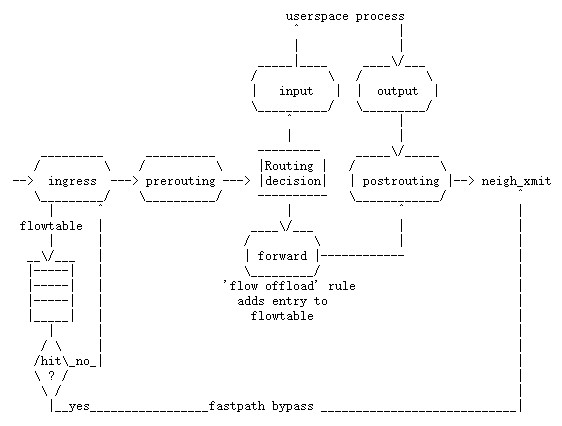 userspace process
input
output
Routing
decision
ingress
prerouting
postrouting
neigh_xmit
flowtable
forward
'flow offload' rule
adds entry to
flowtable
hit
no
?
yes
fastpath bypass